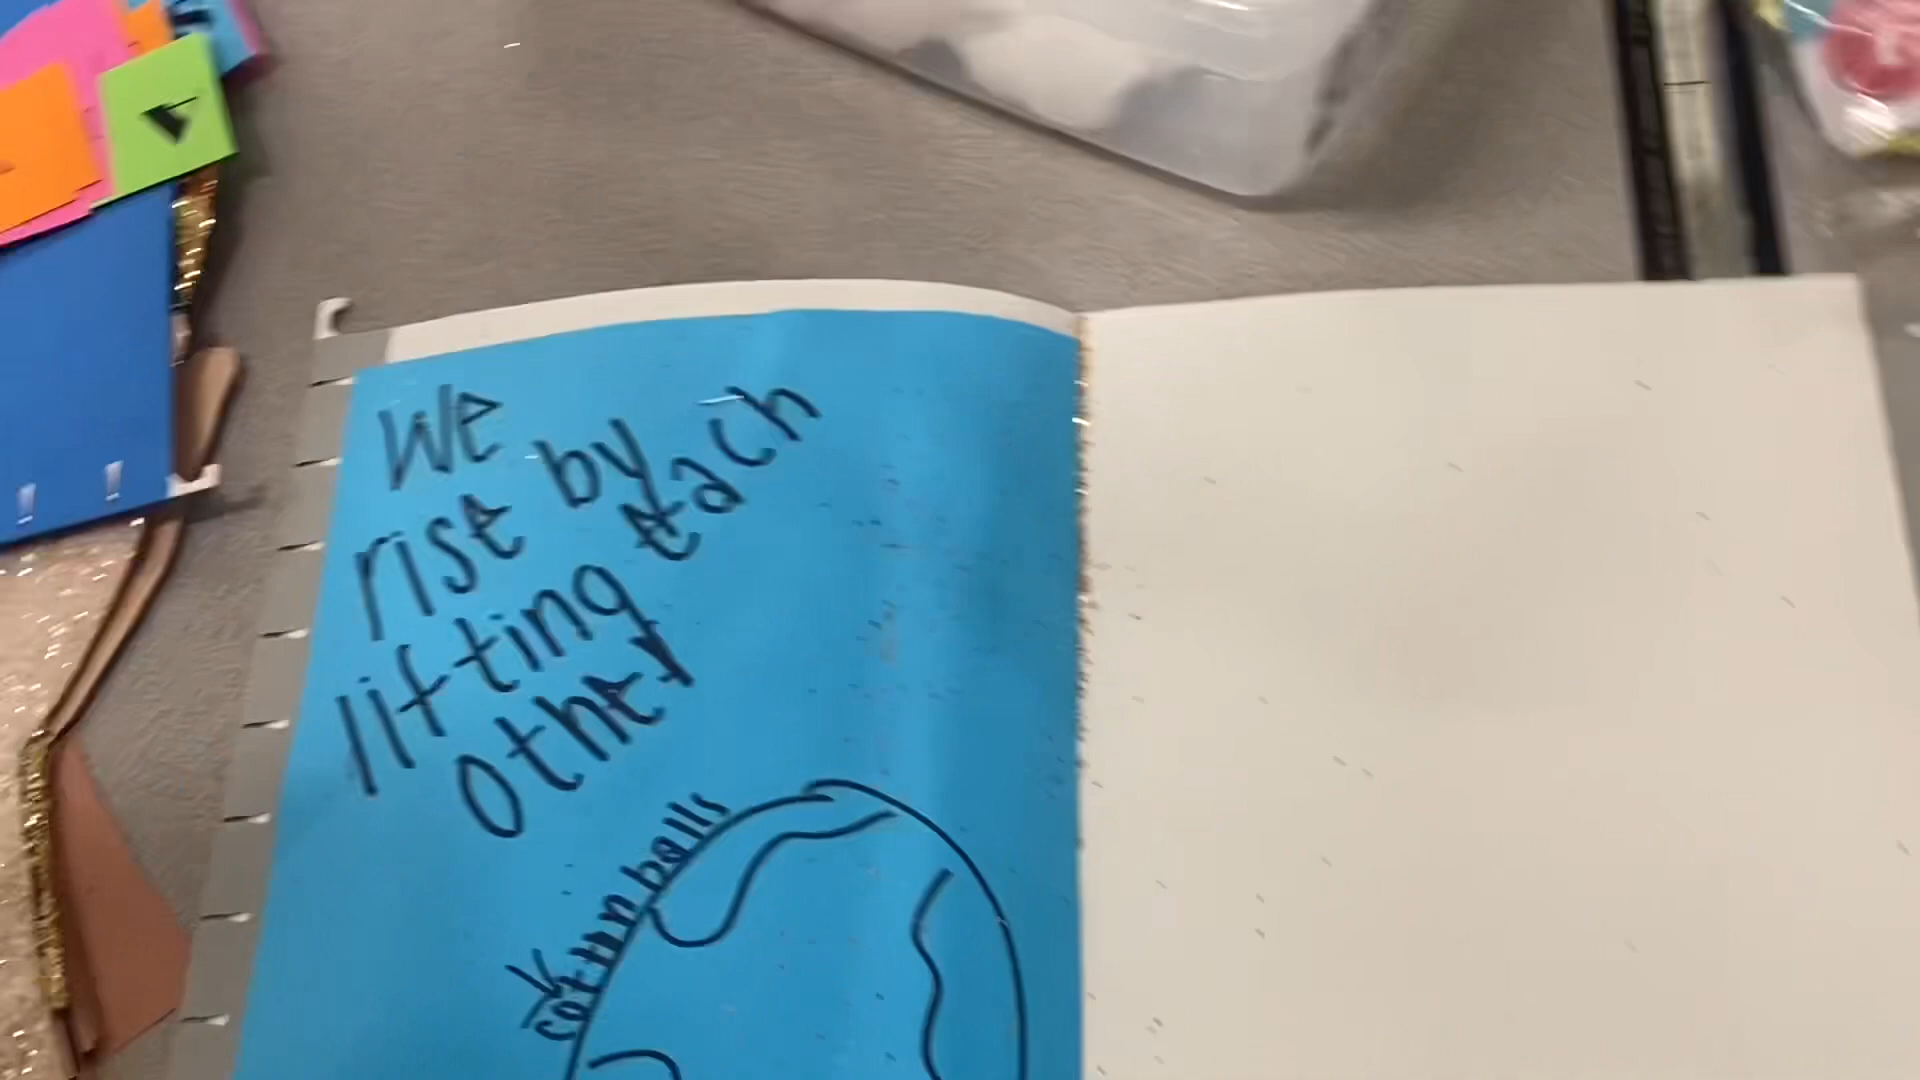 We
rise by
lifting each
other
cotton balls